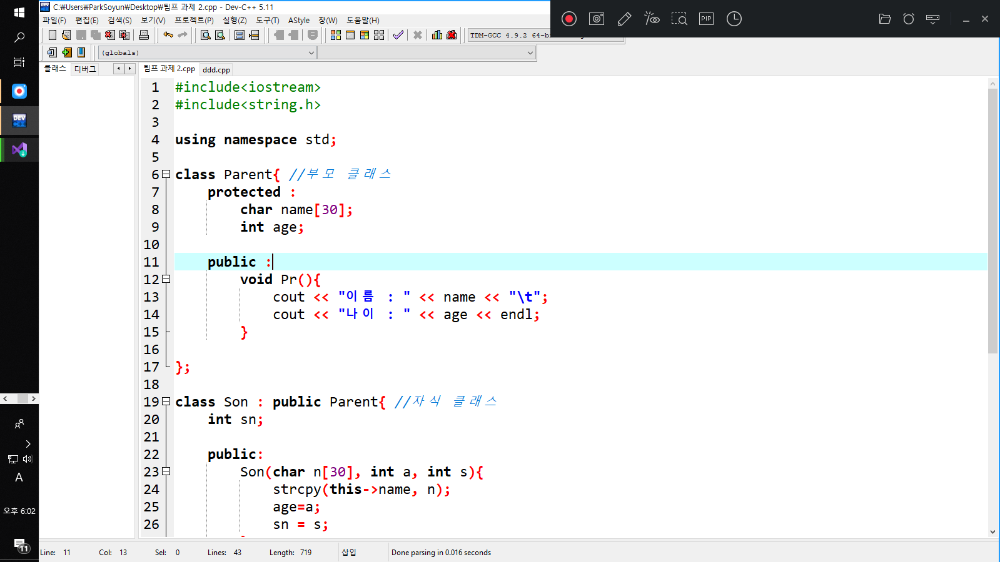 C:₩Users₩ParkSoyun₩Desktop₩팀프 과제 2.cpp - Dev-C++ 5.11
파일(F) 편집(E) 검색(S) 보기(V) 프로젝트(P) 실행(Z) 도구(T) AStyle 창(W) 도움말(H)
PIP
TDM-GCC 4.9.2 64-bi
(globals)
클래스 디버그
팀프 과제 2.cpp ddd.cpp
1 #include<iostream>
2 #include<string.h>
3
4 using namespace std;
5
6 class Parent{ //부모 클래스
7 protected :
8 char name[30];
9 int age;
10
11 public :
12 void Pr(){
13 cout << "이름 : " << name << "\t";
14 cout << "나이 : " << age << endl;
15 }
16
17 };
18
19 class Son : public Parent{ //자식 클래스
20 int sn;
21
22 public:
23 Son(char n[30], int a, int s){
24 strcpy(this->name, n);
25 age=a;
26 sn = s;
DEV
A
오후 6:02
11
Line: 11 Col: 13 Sel: 0 Lines: 43 Length: 719 삽입 Done parsing in 0.016 seconds